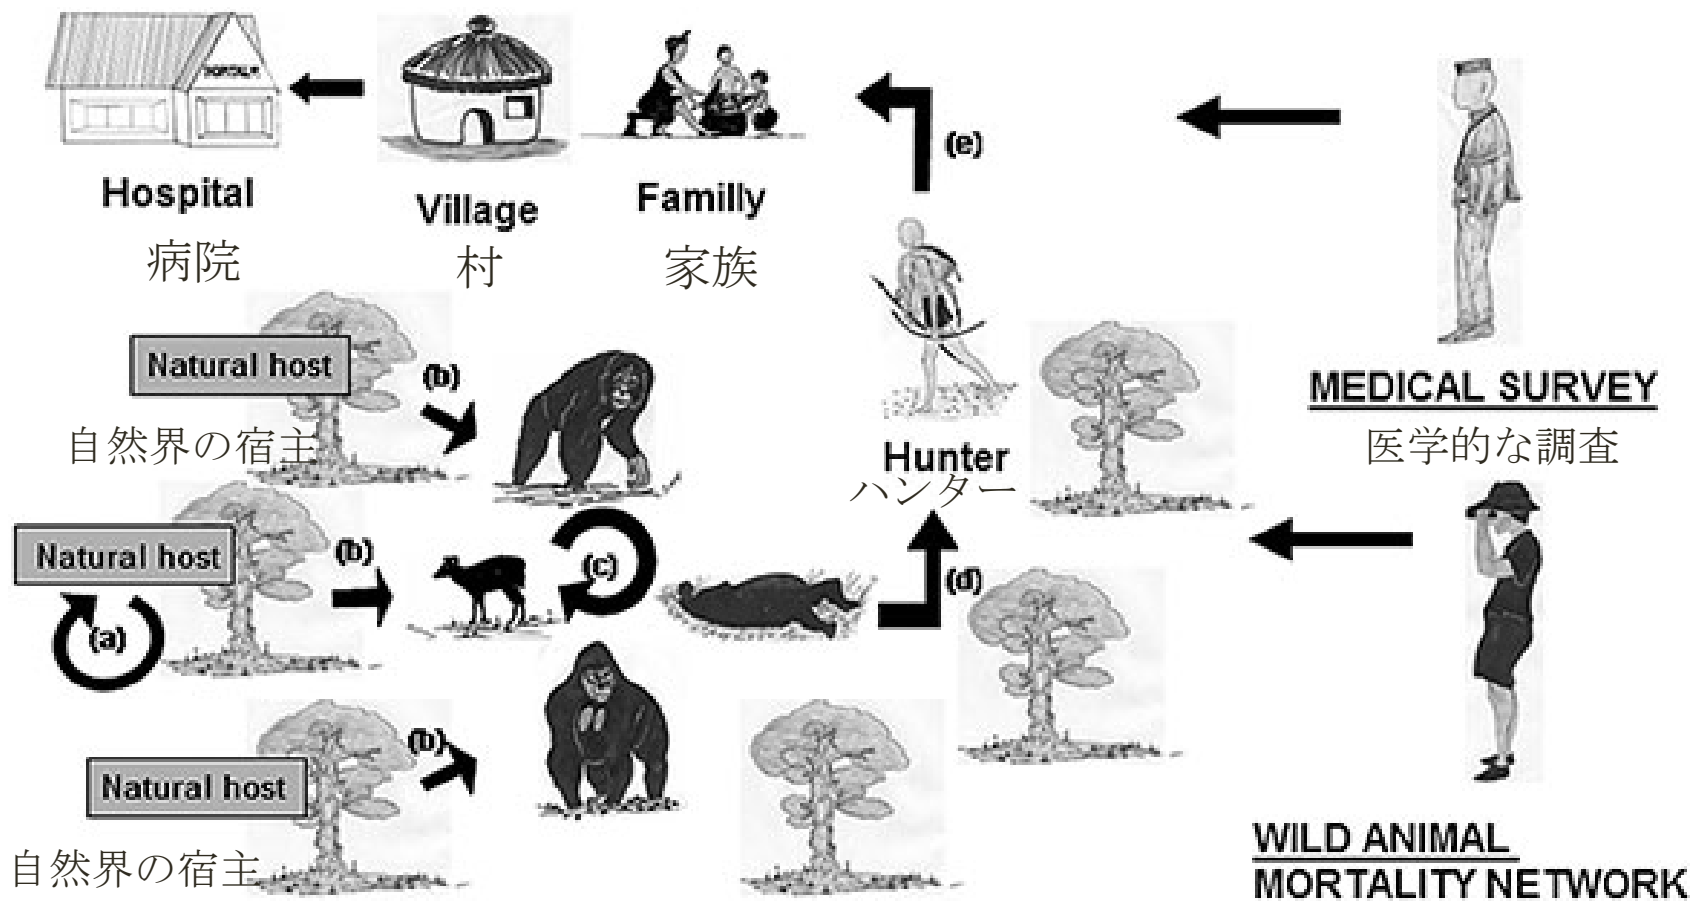 HOSPITAL
Hospital
病院
Village
村
Familly
家族
(e)
Natural host
(b)
自然界の宿主
Hunter
ハンター
MEDICAL SURVEY
医学的な調査
Natural host
(b)
(a)
(c)
(d)
Natural host
(b)
自然界の宿主
WILD ANIMAL
MORTALITY NETWORK